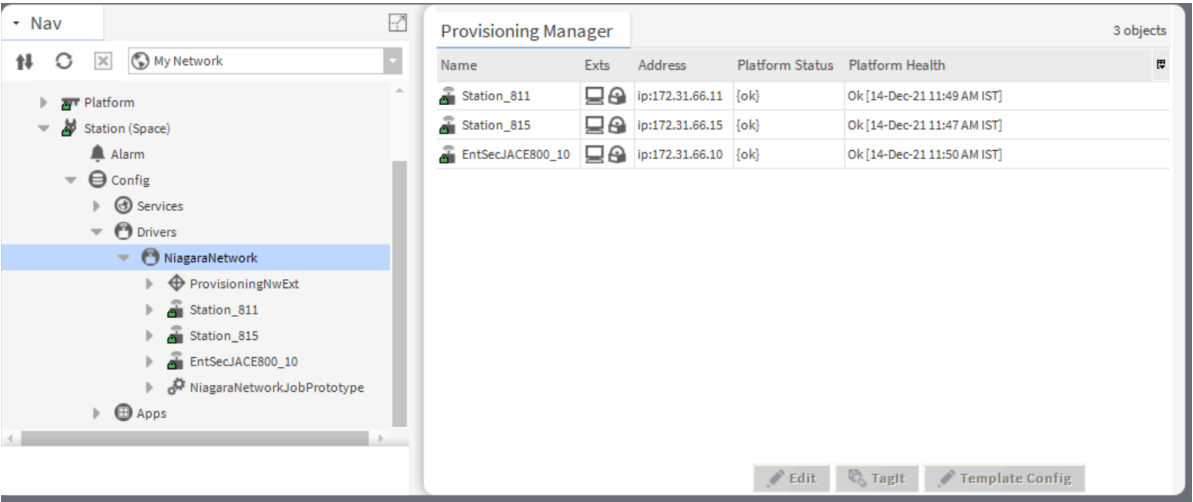 Nav
My Network
Platform
Station (Space)
Alarm
Config
Services
Drivers
NiagaraNetwork
ProvisioningNwExt
Station_811
Station_815
EntSecJACE800_10
NiagaraNetworkJobPrototype
Apps
Provisioning Manager 3 objects
Name Exts Address Platform Status Platform Health
Station_811 ip:172.31.66.11 {ok} Ok [14-Dec-21 11:49 AM IST]
Station_815 ip:172.31.66.15 {ok} Ok [14-Dec-21 11:47 AM IST]
EntSecJACE800_10 ip:172.31.66.10 {ok} Ok [14-Dec-21 11:50 AM IST]
Edit TagIt Template Config